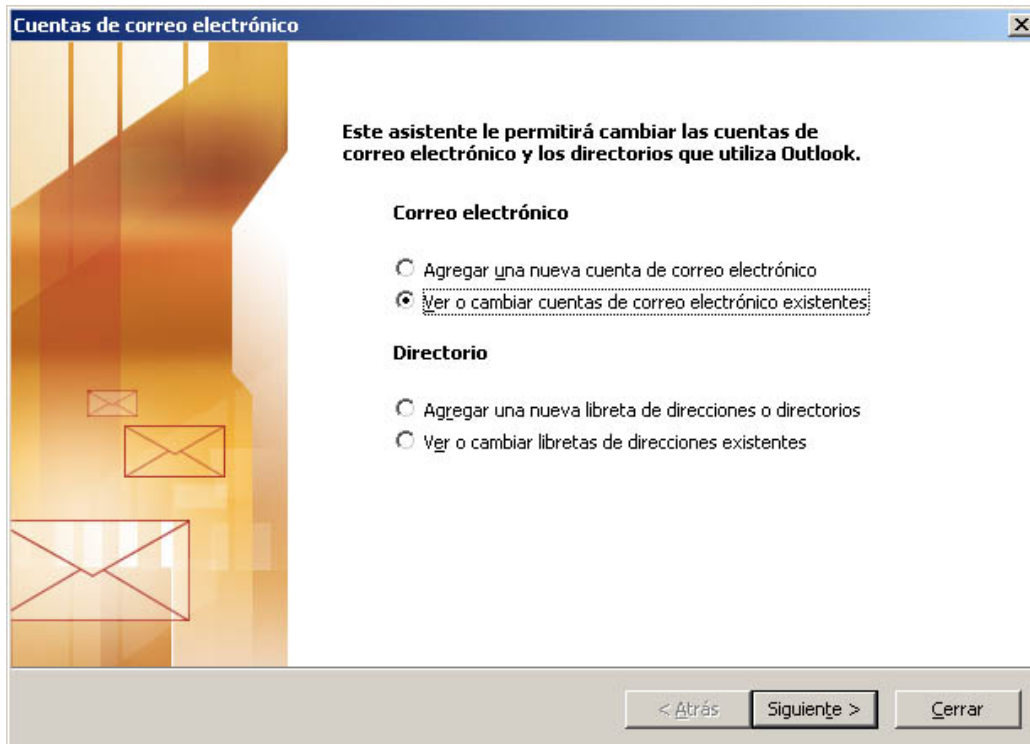 Cuentas de correo electrónico
Este asistente le permitirá cambiar las cuentas de
correo electrónico y los directorios que utiliza Outlook.
Correo electrónico
Agregar una nueva cuenta de correo electrónico
Ver o cambiar cuentas de correo electrónico existentes
Directorio
Agregar una nueva libreta de direcciones o directorios
Ver o cambiar libretas de direcciones existentes
< Atrás Siguiente > Cerrar